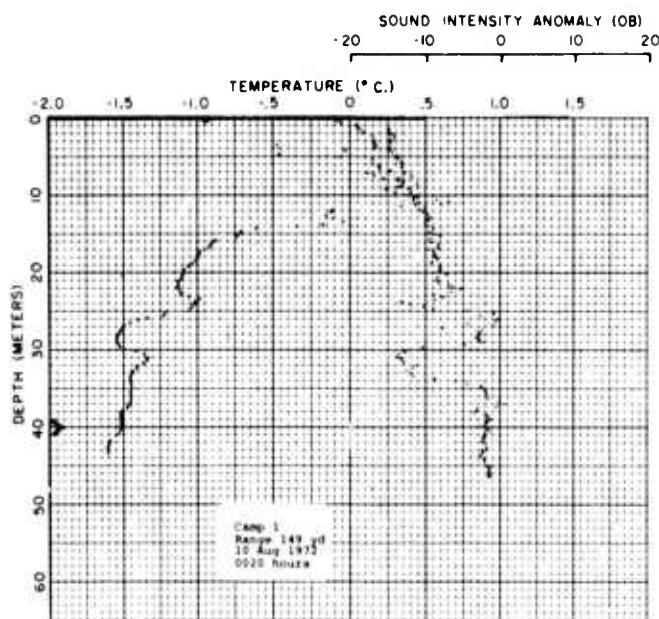 SOUND INTENSITY ANOMALY (OB)
-20 -10 0 10 20
TEMPERATURE (°C.)
-2.0 -1.5 -1.0 -.5 0 .5 1.0 1.5
DEPTH (METERS)
0
10
20
30
40
50
60
Camp 1
Range 149 yd
10 Aug 1972
0020 hours